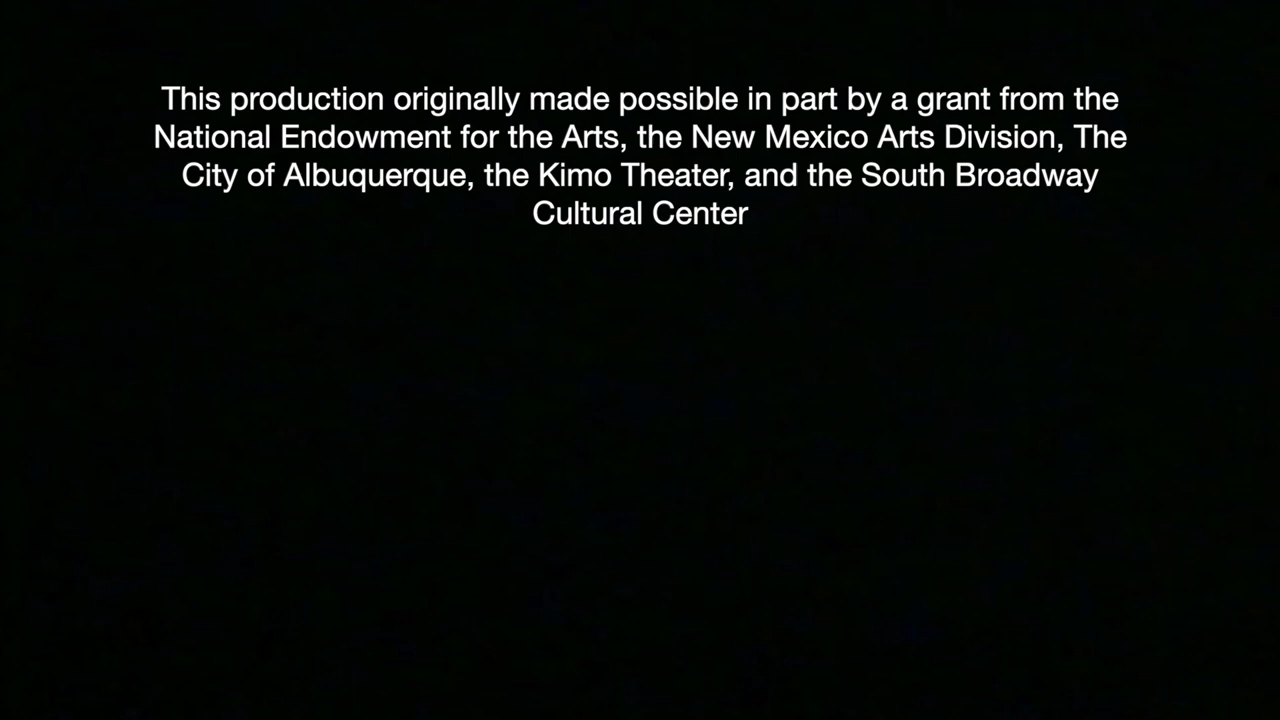 This production originally made possible in part by a grant from the
National Endowment for the Arts, the New Mexico Arts Division, The
City of Albuquerque, the Kimo Theater, and the South Broadway
Cultural Center